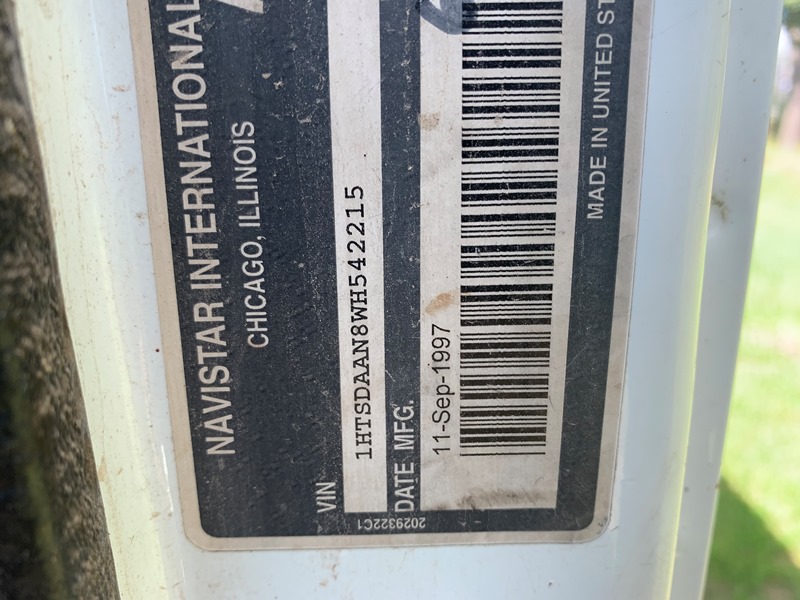 NAVISTAR INTERNATIONAL
CHICAGO, ILLINOIS
VIN 1HTSDAAN8WH542215
DATE MFG.
11-Sep-1997
MADE IN UNITED ST
2029322C1